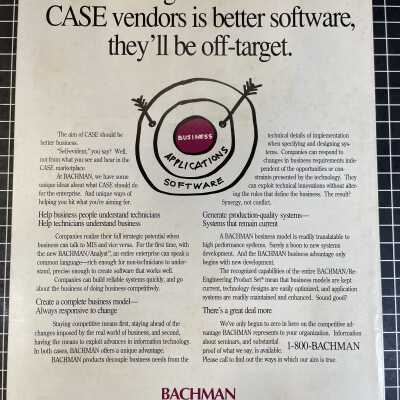 CASE vendors is better software,
they'll be off-target.
BUSINESS
APPLICATIONS
SOFTWARE
The aim of CASE should be
better business.
"Self-evident," you say? Well,
not from what you see and hear in the
CASE marketplace.
At BACHMAN, we have some
unique ideas about what CASE should do
for the enterprise. And unique ways of
helping you hit what you're aiming for.
Help business people understand technicians
Help technicians understand business
Companies realize their full strategic potential when
business can talk to MIS and vice versa. For the first time, with
the new BACHMAN/Analyst™, an entire enterprise can speak a
common language—rich enough for non-technicians to under-
stand, precise enough to create software that works well.
Companies can build reliable systems quickly, and go
about the business of doing business competitively.
Create a complete business model—
Always responsive to change
Staying competitive means first, staying ahead of the
changes imposed by the real world of business, and second,
having the means to exploit advances in information technology.
In both cases, BACHMAN offers a unique advantage.
BACHMAN products decouple business needs from the
technical details of implementation
when specifying and designing sys-
tems. Companies can respond to
changes in business requirements inde-
pendent of the opportunities or con-
straints presented by the technology. They
can exploit technical innovations without alter-
ing the rules that define the business. The result?
Synergy, not conflict.
Generate production-quality systems—
Systems that remain current
A BACHMAN business model is readily translatable to
high performance systems. Surely a boon to new systems
development. And the BACHMAN business advantage only
begins with new development.
The recognized capabilities of the entire BACHMAN/Re-
Engineering Product Set® mean that business models are kept
current, technology designs are easily optimized, and application
systems are readily maintained and enhanced. Sound good?
There's a great deal more
We've only begun to zero in here on the competitive ad-
vantage BACHMAN represents to your organization. Information
about seminars, and substantial
proof of what we say, is available. 1-800-BACHMAN
Please call to find out the ways in which our aim is true.
BACHMAN